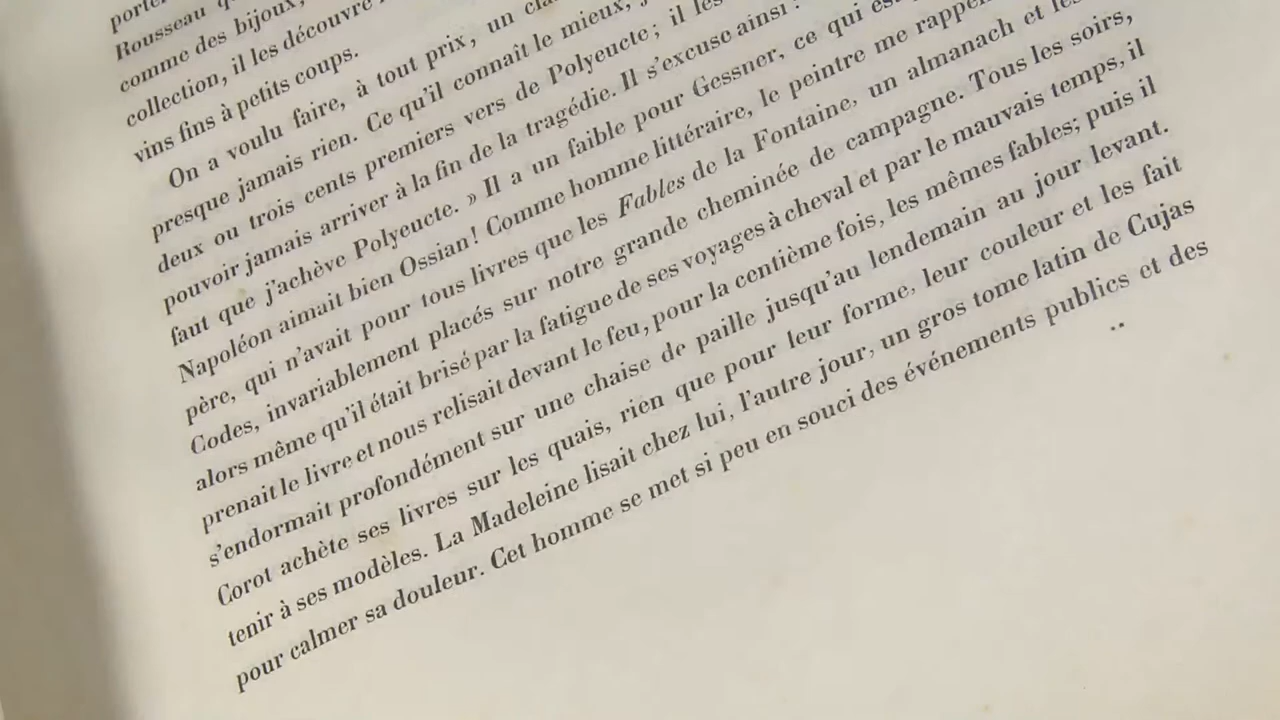 Rousseau
comme des bijoux,
collection, il les découvre
vins fins à petits coups.
On a voulu faire, à tout prix, un
presque jamais rien. Ce qu'il connaît le mieux,
deux ou trois cents premiers vers de Polyeucte; il les
pouvoir jamais arriver à la fin de la tragédie. Il s'excuse ainsi :
faut que j'achève Polyeucte. » Il a un faible pour Gessner, ce qui
Napoléon aimait bien Ossian! Comme homme littéraire, le peintre me
père, qui n'avait pour tous livres que les Fables de la Fontaine, un almanach et les
Codes, invariablement placés sur notre grande cheminée de campagne. Tous les soirs,
alors même qu'il était brisé par la fatigue de ses voyages à cheval et par le mauvais temps, il
prenait le livre et nous relisait devant le feu, pour la centième fois, les mêmes fables; puis il
s'endormait profondément sur une chaise de paille jusqu'au lendemain au jour levant.
Corot achète ses livres sur les quais, rien que pour leur forme, leur couleur et les fait
tenir à ses modèles. La Madeleine lisait chez lui, l'autre jour, un gros tome latin de Cujas
pour calmer sa douleur. Cet homme se met si peu en souci des événements publics et des